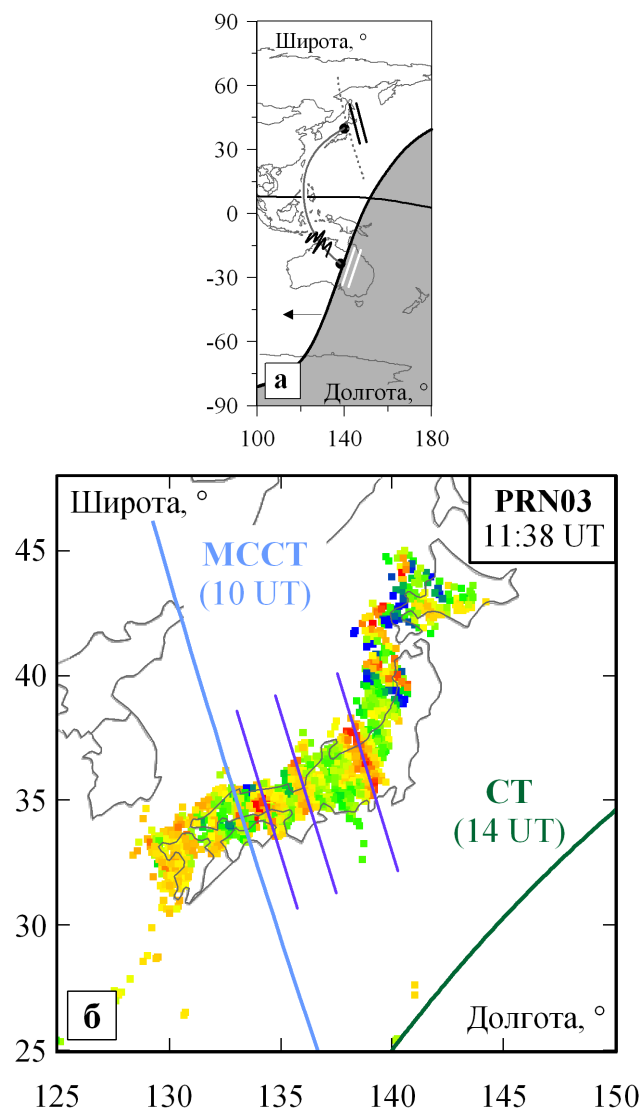 90
Широта, °
60
30
0
-30
-60
а
Долгота, °
-90
100
140
180
Широта, °
PRN03
11:38 UT
МССТ
(10 UT)
45
40
35
СТ
(14 UT)
30
б
Долгота, °
25
125
130
135
140
145
150